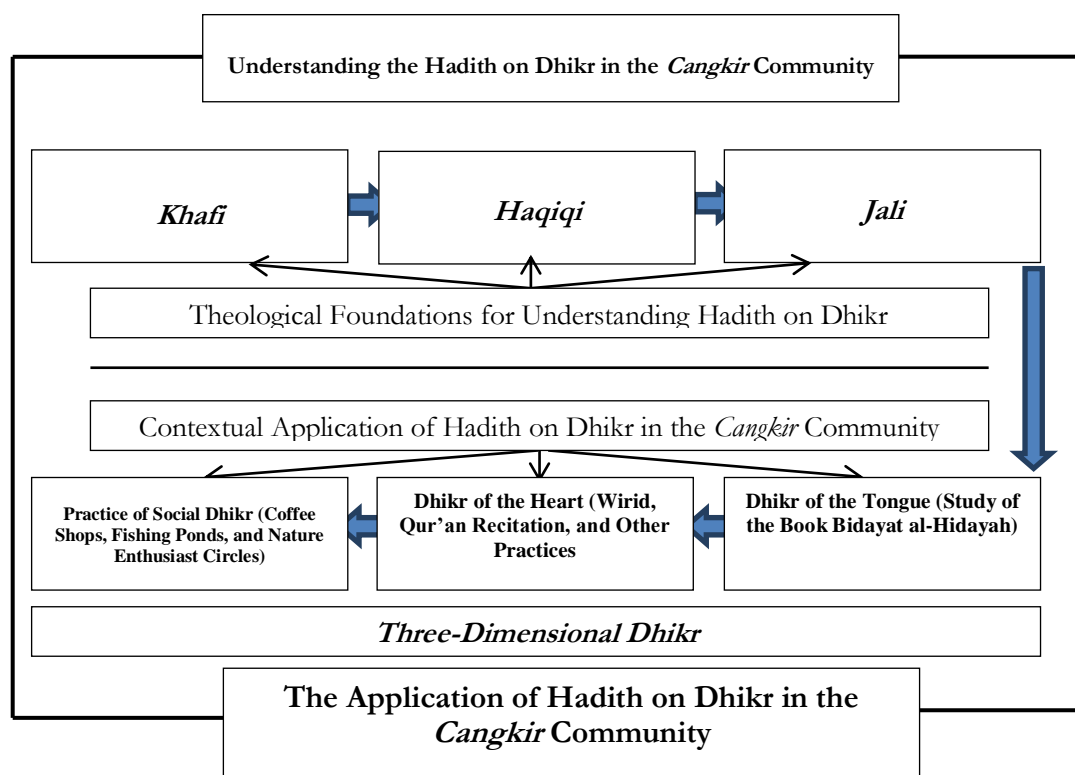 Understanding the Hadith on Dhikr in the Cangkir Community
Khafi
Haqiqi
Jali
Theological Foundations for Understanding Hadith on Dhikr
Contextual Application of Hadith on Dhikr in the Cangkir Community
Practice of Social Dhikr (Coffee
Shops, Fishing Ponds, and Nature
Enthusiast Circles)
Dhikr of the Heart (Wirid,
Qur'an Recitation, and Other
Practices
Dhikr of the Tongue (Study of
the Book Bidayat al-Hidayah)
Three-Dimensional Dhikr
The Application of Hadith on Dhikr in the
Cangkir Community